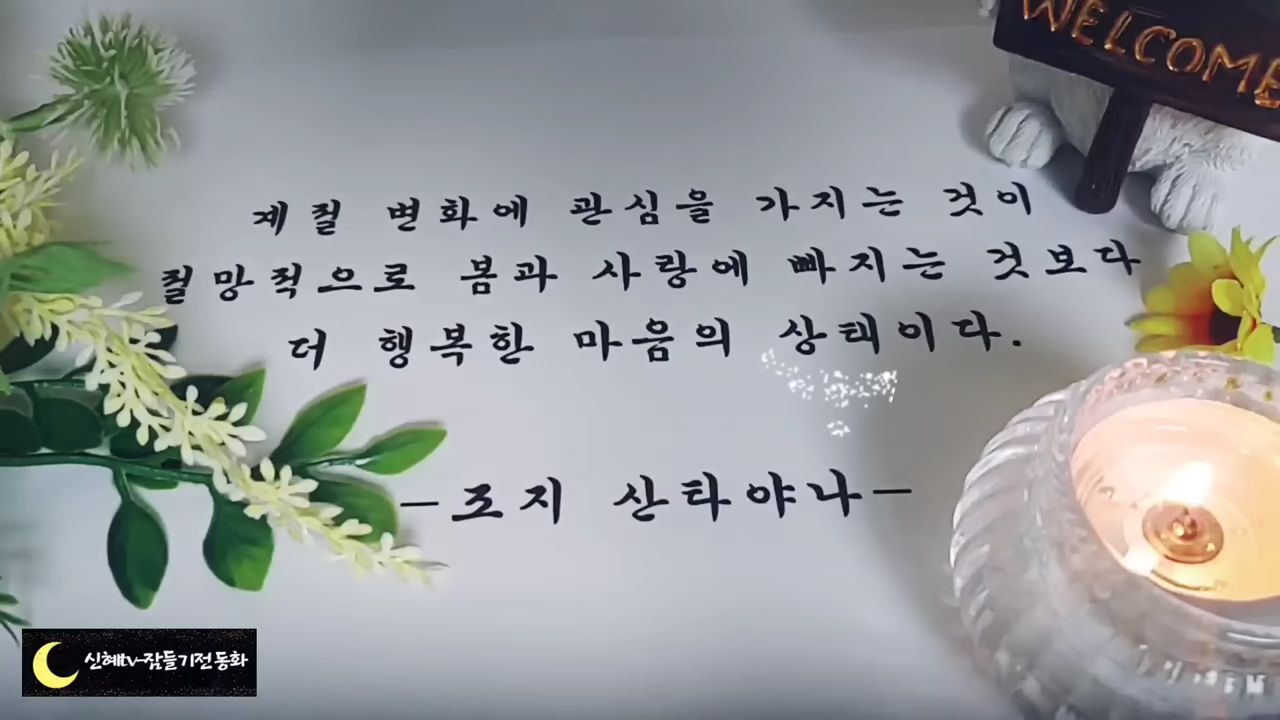 WELCOME
계절 변화에 관심을 가지는 것이
절망적으로 봄과 사랑에 빠지는 것보다
더 행복한 마음의 상태이다.
-조지 산타야나-
신혜tv-잠들기전동화